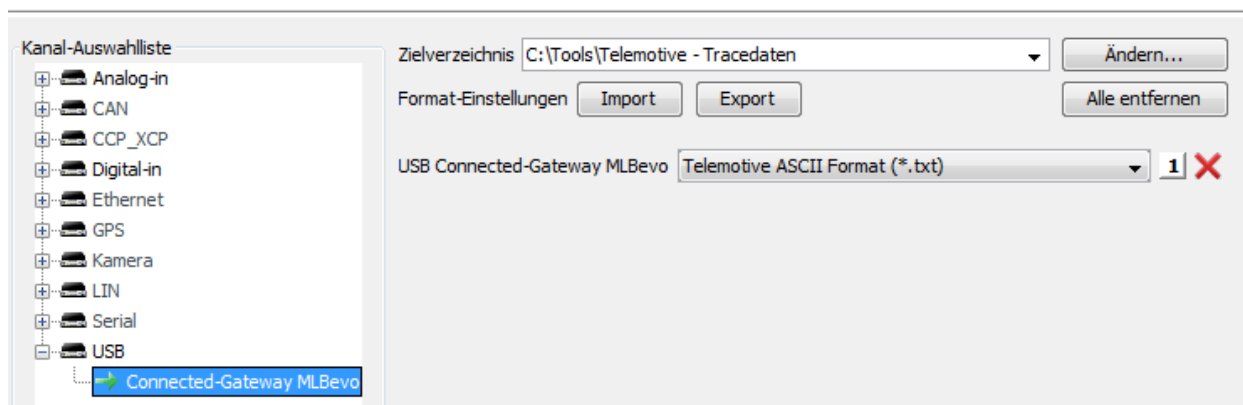 Kanal-Auswahlliste
Analog-in
CAN
CCP_XCP
Digital-in
Ethernet
GPS
Kamera
LIN
Serial
USB
Connected-Gateway MLBevo
Zielverzeichnis C:\Tools\Telemotive - Tracedaten Ändern...
Format-Einstellungen Import Export Alle entfernen
USB Connected-Gateway MLBevo Telemotive ASCII Format (*.txt) 1